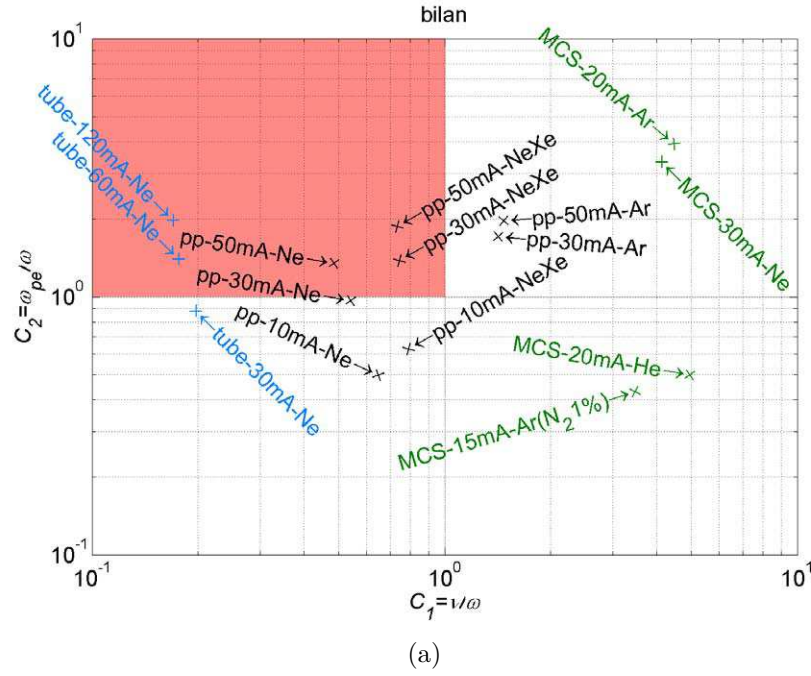 bilan
10^1
MCS-20mA-Ar→
tube-120mA-Ne→
tube-60mA-Ne→
←pp-50mA-NeXe
←pp-30mA-NeXe
←pp-50mA-Ar
←pp-30mA-Ar
←MCS-30mA-Ne
pp-50mA-Ne→
pp-30mA-Ne→
C_2=ω_pe/ω
10^0
pp-10mA-Ne→
←pp-10mA-NeXe
←tube-30mA-Ne
MCS-20mA-He→
MCS-15mA-Ar(N_2 1%)→
10^-1
10^-1
10^0
10^1
C_1=ν/ω
(a)